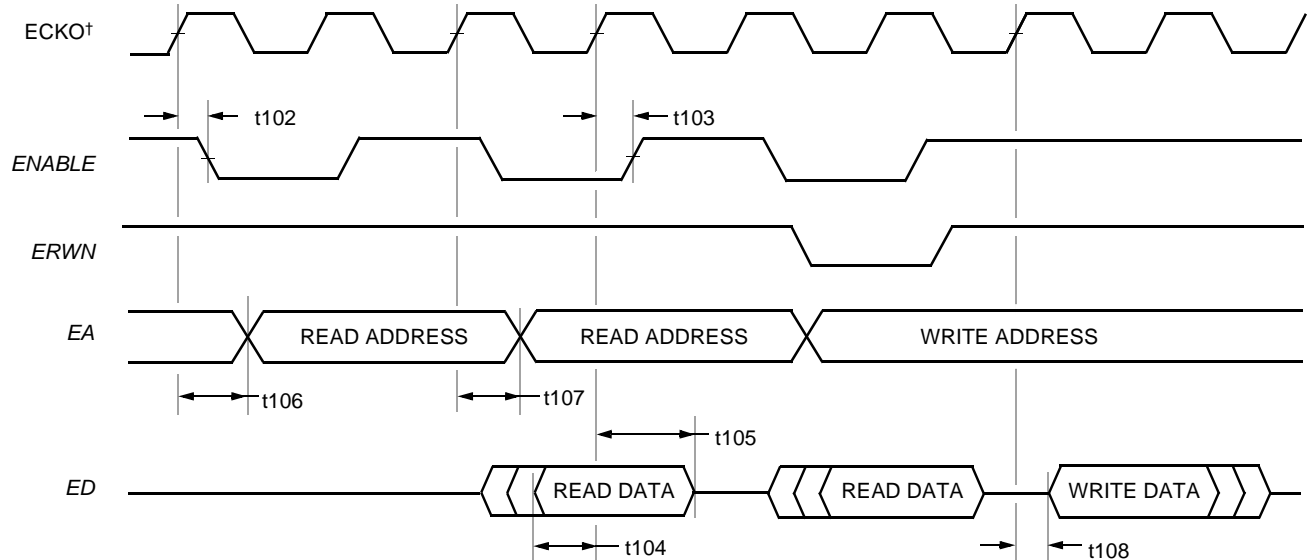 ECKO†
t102
t103
ENABLE
ERWN
EA
READ ADDRESS
READ ADDRESS
WRITE ADDRESS
t106
t107
t105
ED
READ DATA
READ DATA
WRITE DATA
t104
t108